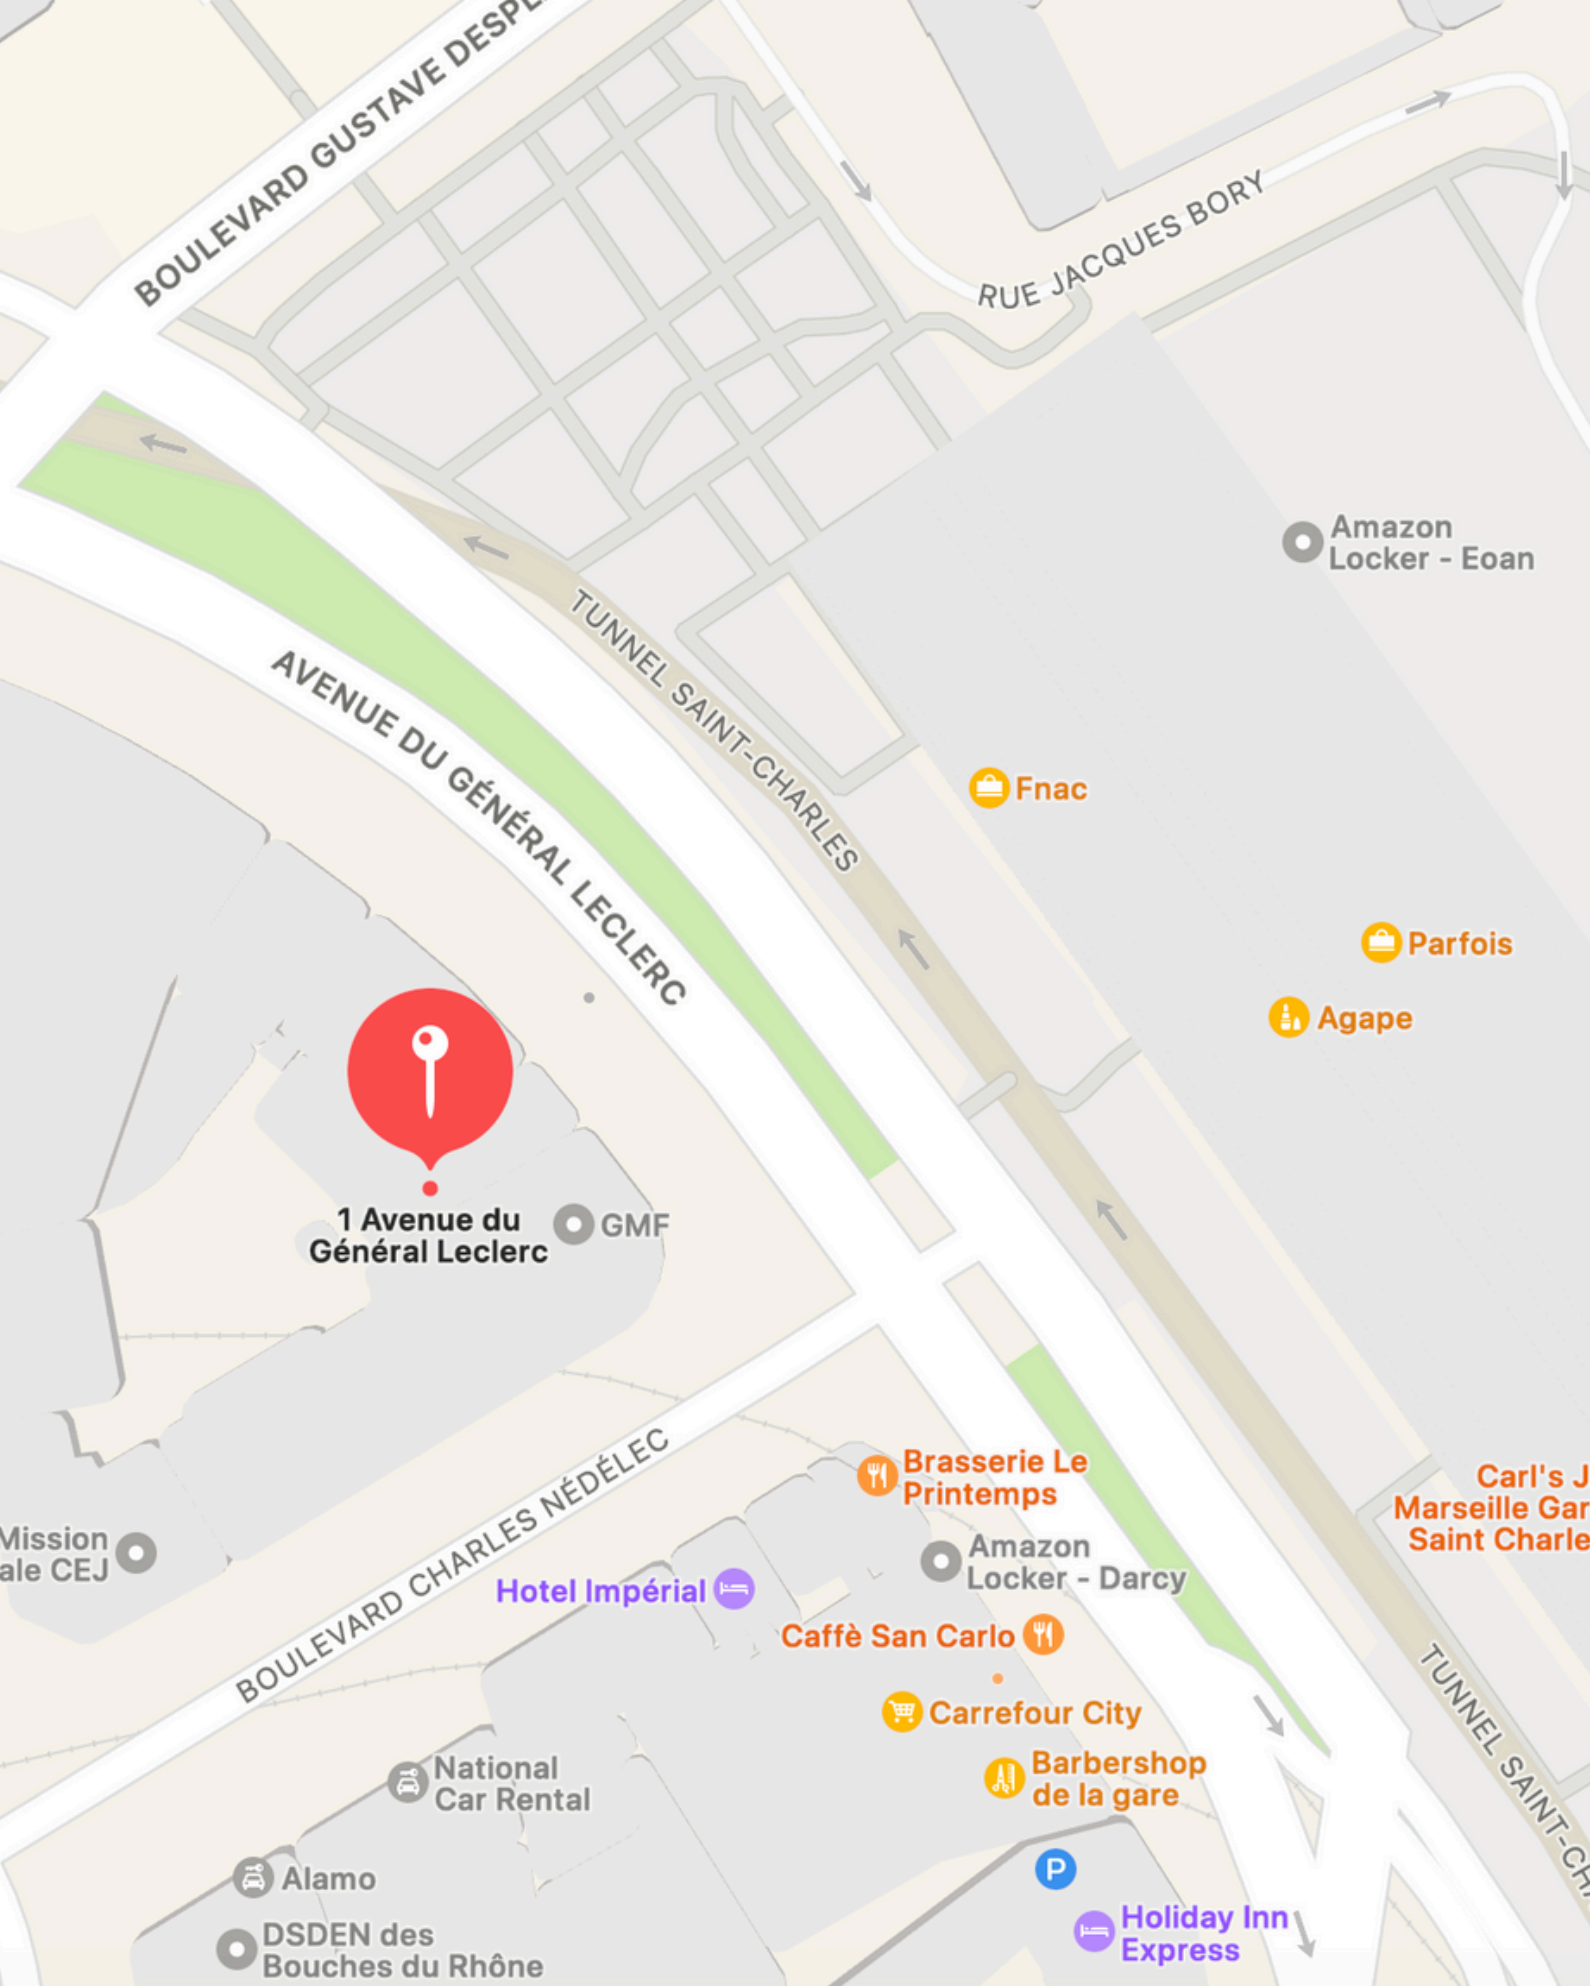 BOULEVARD GUSTAVE DESPL
RUE JACQUES BORY
Amazon
Locker - Eoan
TUNNEL SAINT-CHARLES
AVENUE DU GÉNÉRAL LECLERC
Fnac
Parfois
Agape
1 Avenue du
Général Leclerc
GMF
BOULEVARD CHARLES NÉDÉLEC
Brasserie Le
Printemps
Carl's J
Marseille Gar
Saint Charle
Mission
ale CEJ
Amazon
Locker - Darcy
Hotel Impérial
Caffè San Carlo
Carrefour City
TUNNEL SAINT-CH
National
Car Rental
Barbershop
de la gare
P
Alamo
Holiday Inn
Express
DSDEN des
Bouches du Rhône